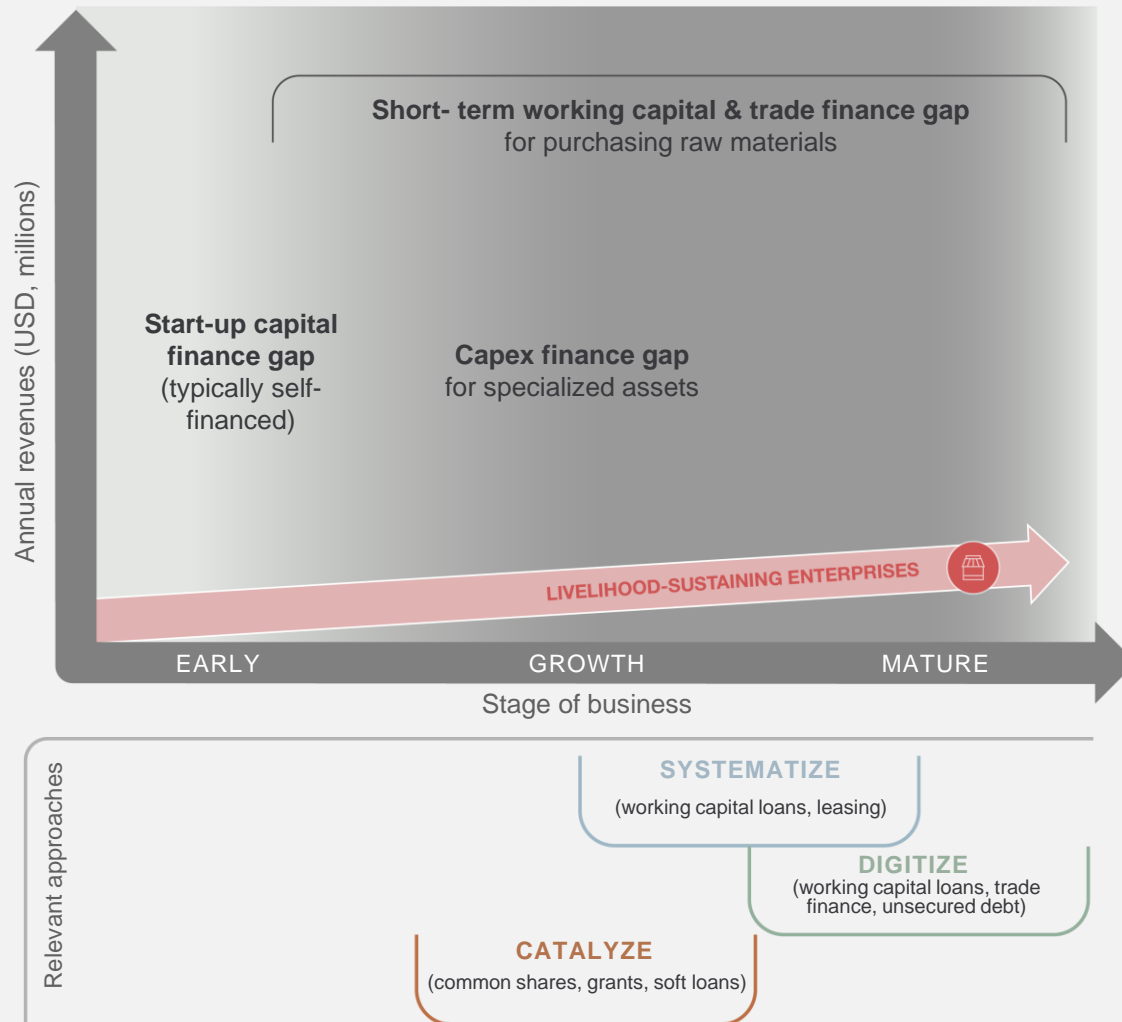 Annual revenues (USD, millions)
Short- term working capital & trade finance gap
for purchasing raw materials
Start-up capital
finance gap
(typically self-
financed)
Capex finance gap
for specialized assets
LIVELIHOOD-SUSTAINING ENTERPRISES
EARLY
GROWTH
MATURE
Stage of business
Relevant approaches
SYSTEMATIZE
(working capital loans, leasing)
DIGITIZE
(working capital loans, trade
finance, unsecured debt)
CATALYZE
(common shares, grants, soft loans)